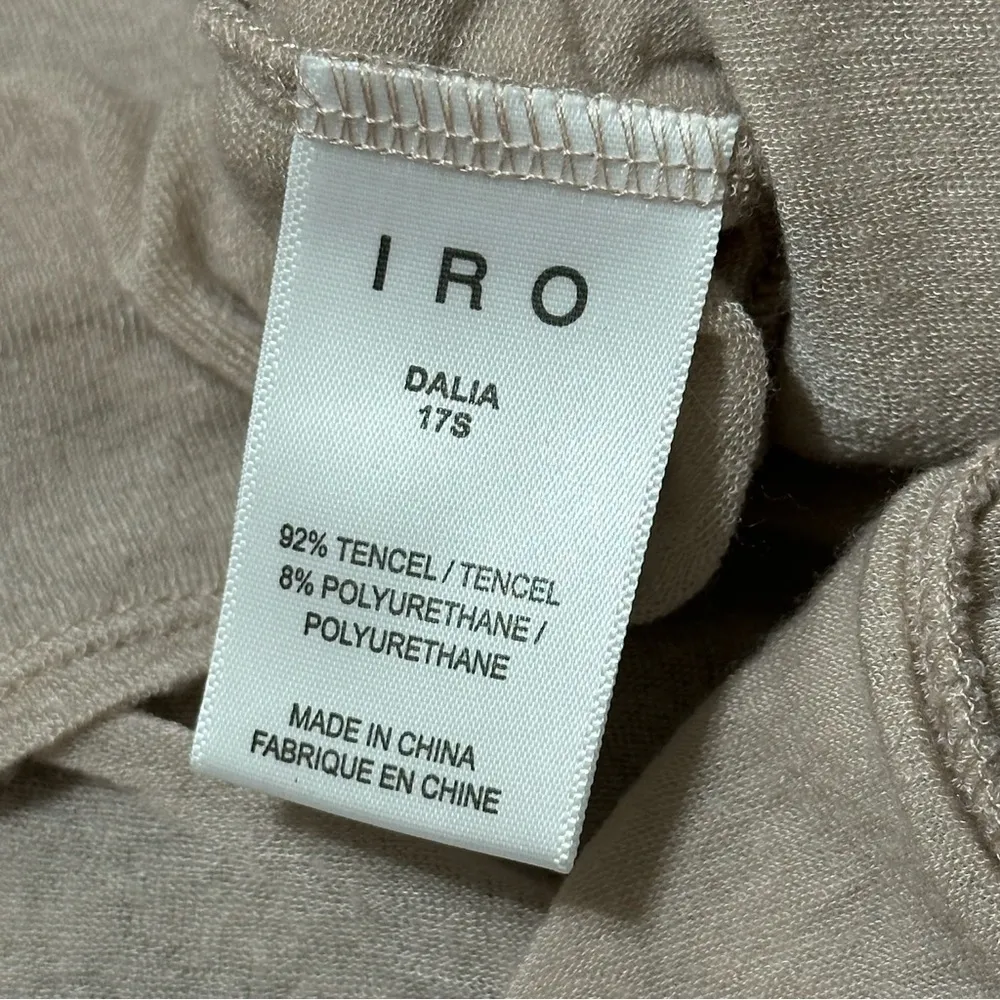 IRO
DALIA
17S
92% TENCEL / TENCEL
8% POLYURETHANE /
POLYURETHANE
MADE IN CHINA
FABRIQUE EN CHINE